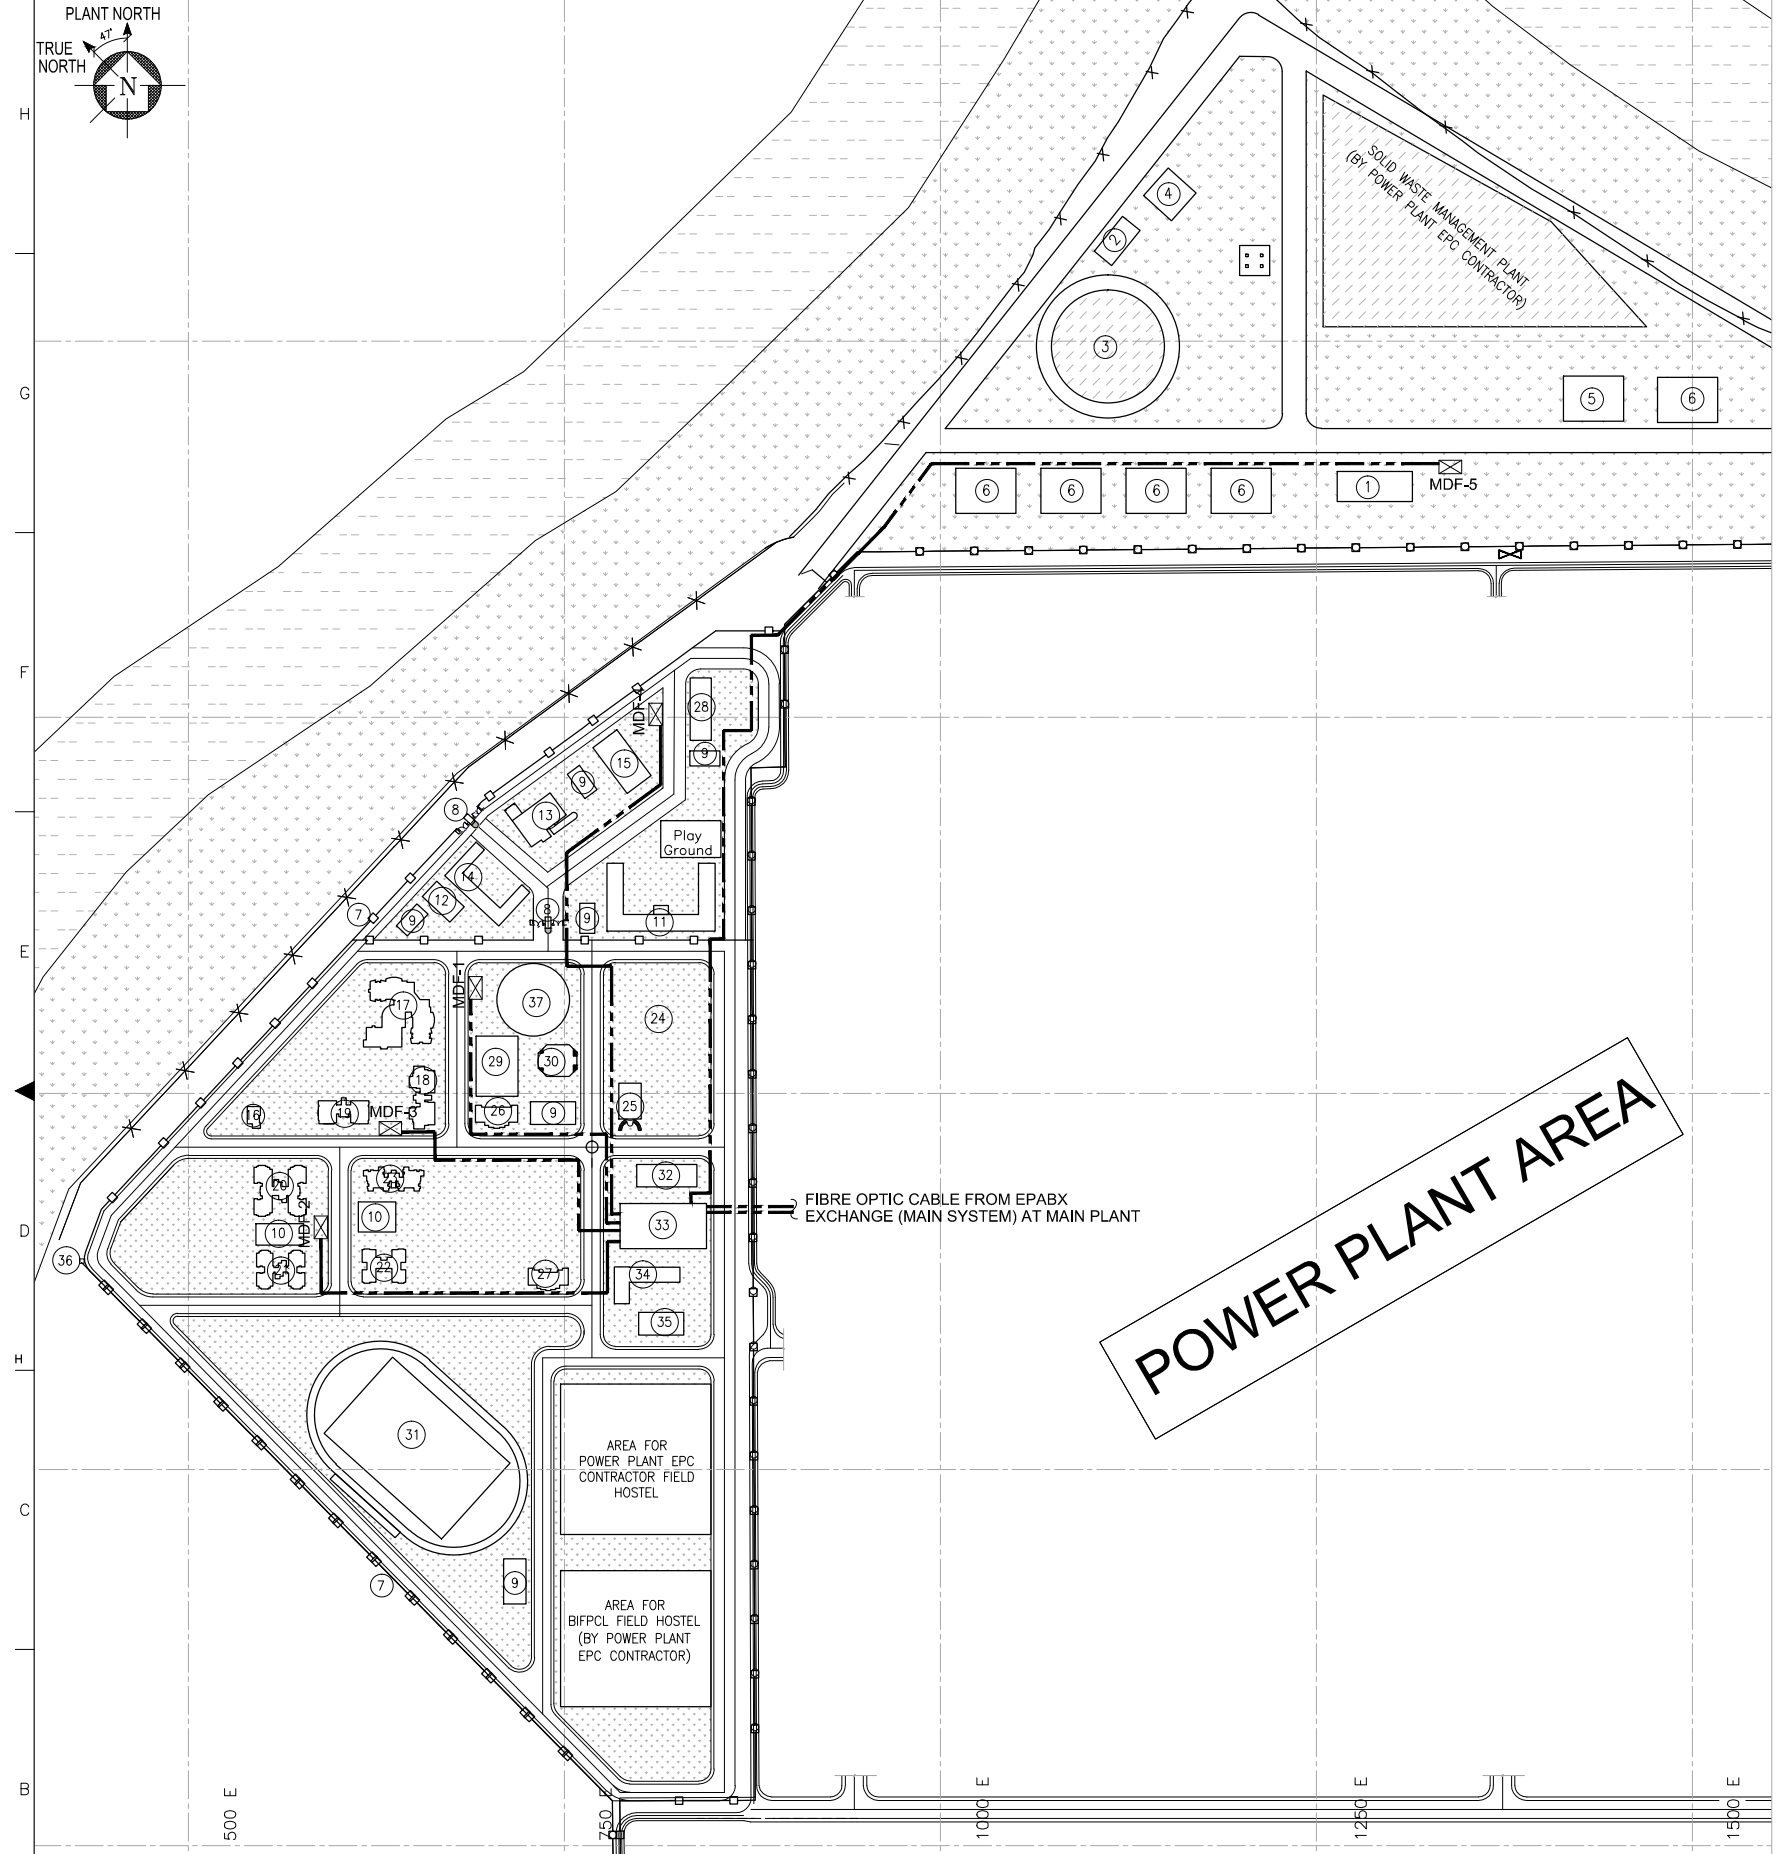 PLANT NORTH
47°
TRUE
NORTH
N
H
4
SOLID WASTE MANAGEMENT PLANT
(BY POWER PLANT EPC CONTRACTOR)
2
3
G
5
6
6
6
6
6
1
MDF-5
F
28
9
15
9
8
13
Play
Ground
14
12
9
7
8
9
11
E
MDF-1
17
37
24
29
30
18
25
16
19
MDF-3
26
9
20
23
32
10
MDF-2
10
33
FIBRE OPTIC CABLE FROM EPABX
EXCHANGE (MAIN SYSTEM) AT MAIN PLANT
D
36
21
22
27
34
35
POWER PLANT AREA
H
31
AREA FOR
POWER PLANT EPC
CONTRACTOR FIELD
HOSTEL
C
9
7
AREA FOR
BIFPCL FIELD HOSTEL
(BY POWER PLANT
EPC CONTRACTOR)
B
500 E
750 E
1000 E
1250 E
1500 E